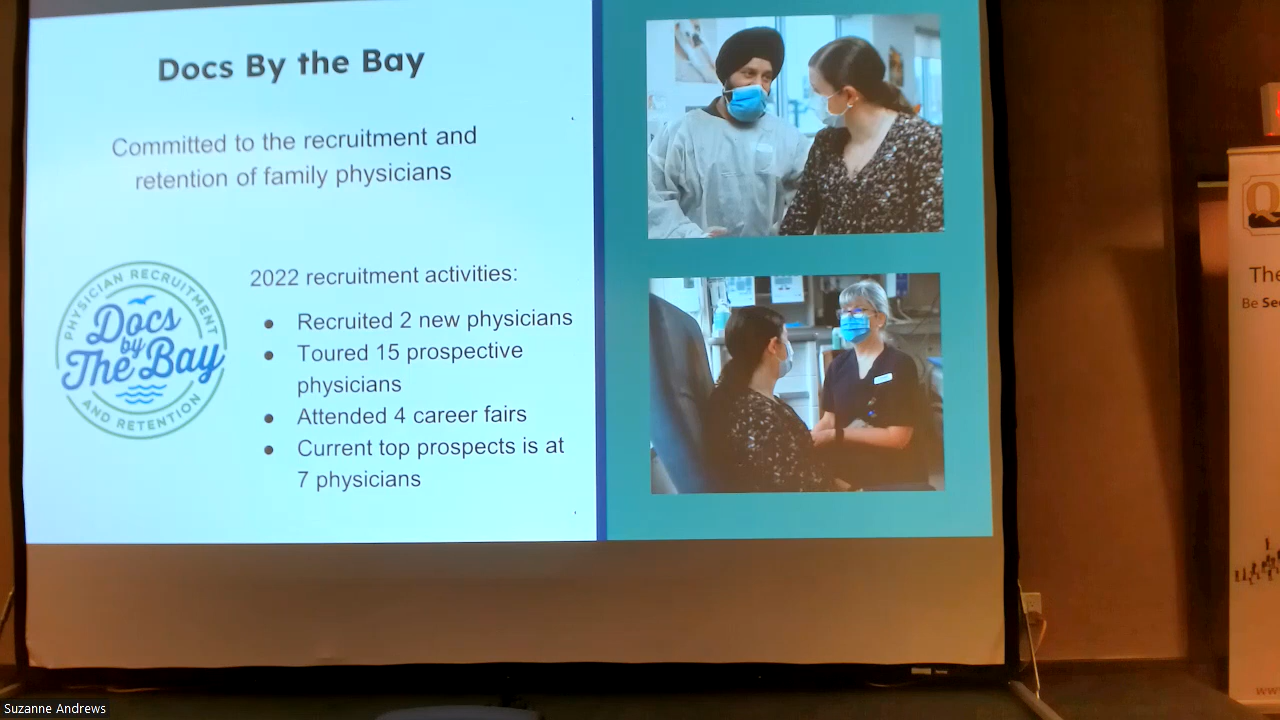 Docs By the Bay
Committed to the recruitment and
retention of family physicians
PHYSICIAN RECRUITMENT
Docs
by
The Bay
AND RETENTION
2022 recruitment activities:
● Recruited 2 new physicians
● Toured 15 prospective
physicians
● Attended 4 career fairs
● Current top prospects is at
7 physicians
Q
The
Be Se
ww
Suzanne Andrews